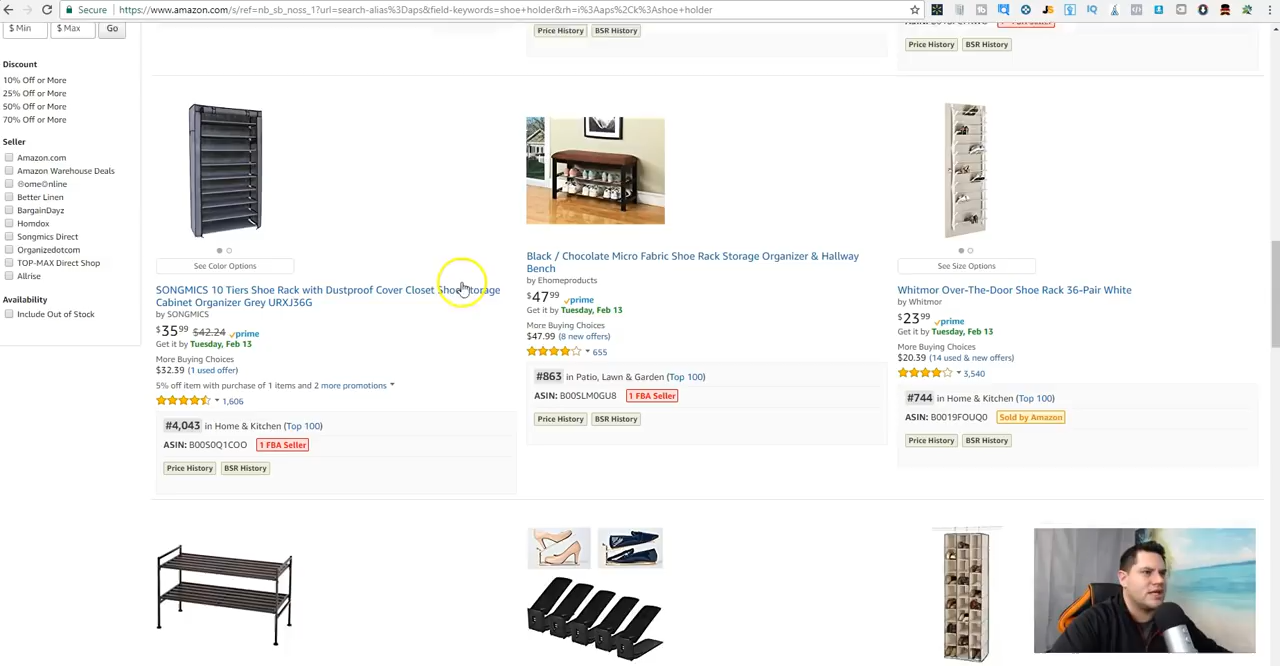 Secure
https://www.amazon.com/s/ref=nb_sb_noss_1?url=search-alias%3Daps&field-keywords=shoe+holder&rh=i%3Aaps%2Ck%3Ashoe+holder
$ Min
$ Max
Go
Discount
10% Off or More
25% Off or More
50% Off or More
70% Off or More
Seller
Amazon.com
Amazon Warehouse Deals
Better Linen
BargainDayz
Homdox
Songmics Direct
Organizedotcom
TOP-MAX Direct Shop
Allrise
Availability
Include Out of Stock
Price History
BSR History
Price History
BSR History
See Color Options
SONGMICS 10 Tiers Shoe Rack with Dustproof Cover Closet Shoe Storage
Cabinet Organizer Grey URXJ36G
by SONGMICS
$35 99 $42.24 prime
Get it by Tuesday, Feb 13
More Buying Choices
$32.39 (1 used offer)
5% off item with purchase of 1 items and 2 more promotions
1,606
#4,043 in Home & Kitchen (Top 100)
ASIN: B00S0Q1COO 1 FBA Seller
Price History
BSR History
Black / Chocolate Micro Fabric Shoe Rack Storage Organizer & Hallway
Bench
by Ehomeproducts
$47 99 prime
Get it by Tuesday, Feb 13
More Buying Choices
$47.99 (8 new offers)
655
#863 in Patio, Lawn & Garden (Top 100)
ASIN: B005LM0GU8 1 FBA Seller
Price History
BSR History
See Size Options
Whitmor Over-The-Door Shoe Rack 36-Pair White
by Whitmor
$23 99 prime
Get it by Tuesday, Feb 13
More Buying Choices
$20.39 (14 used & new offers)
3,540
#744 in Home & Kitchen (Top 100)
ASIN: B0019FOUQ0 Sold by Amazon
Price History
BSR History